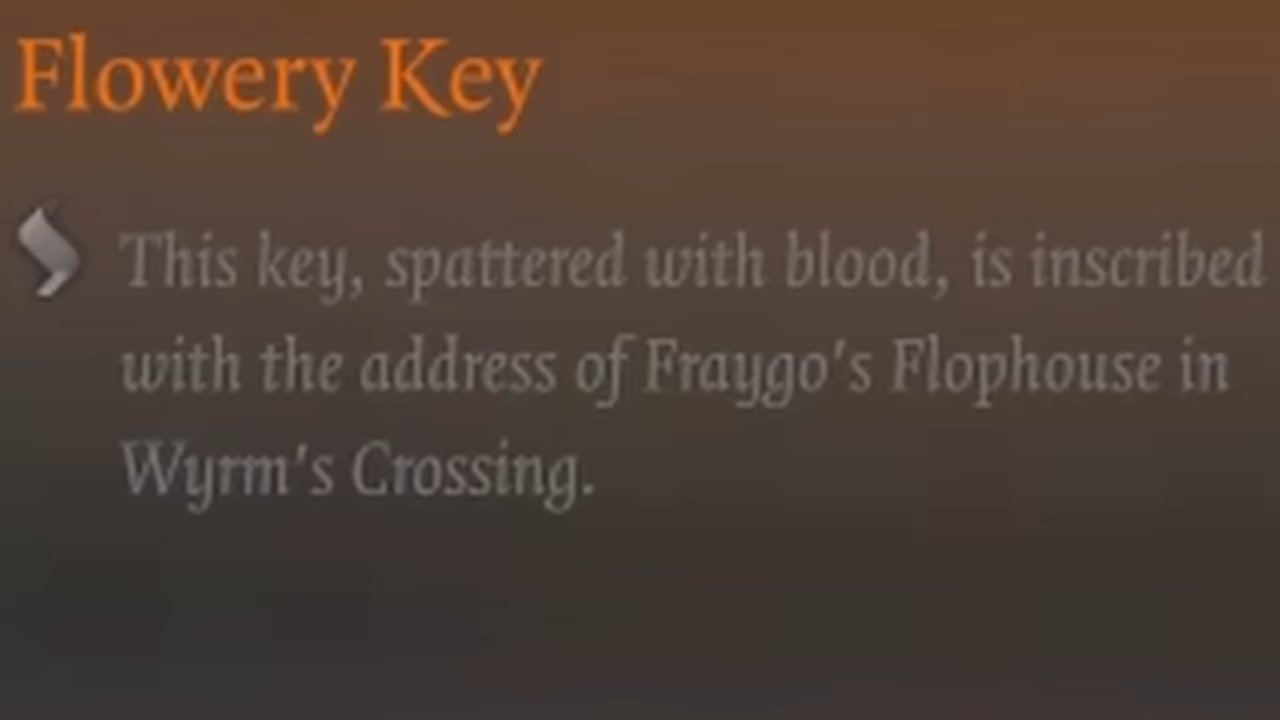 Flowery Key
This key, spattered with blood, is inscribed
with the address of Fraygo's Flophouse in
Wyrm's Crossing.